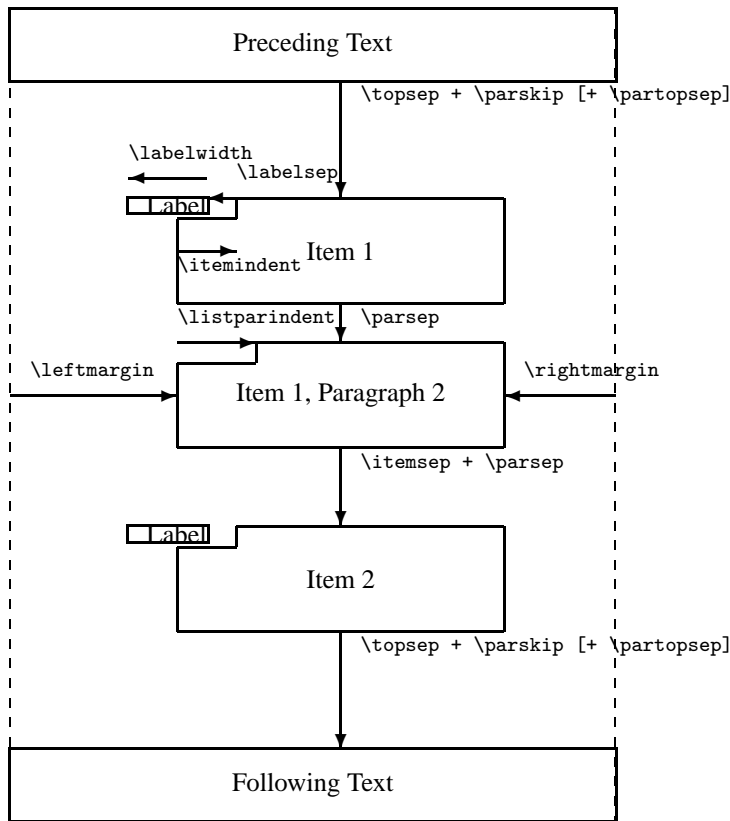 Preceding Text
\topsep + \parskip [+ \partopsep]
\labelwidth
\labelsep
Label
Item 1
\itemindent
\listparindent
\parsep
\leftmargin
Item 1, Paragraph 2
\rightmargin
\itemsep + \parsep
Label
Item 2
\topsep + \parskip [+ \partopsep]
Following Text